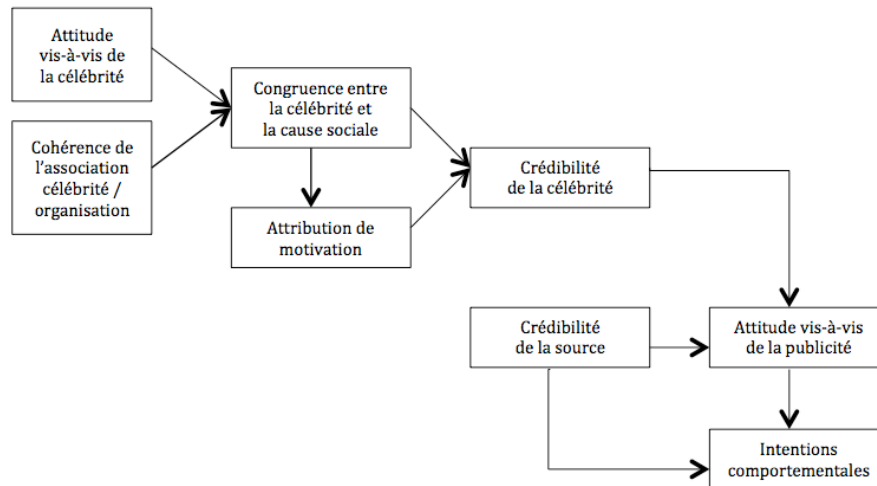 Attitude
vis-à-vis de
la célébrité
Cohérence de
l'association
célébrité /
organisation
Congruence entre
la célébrité et
la cause sociale
Attribution de
motivation
Crédibilité
de la célébrité
Crédibilité
de la source
Attitude vis-à-vis
de la publicité
Intentions
comportementales